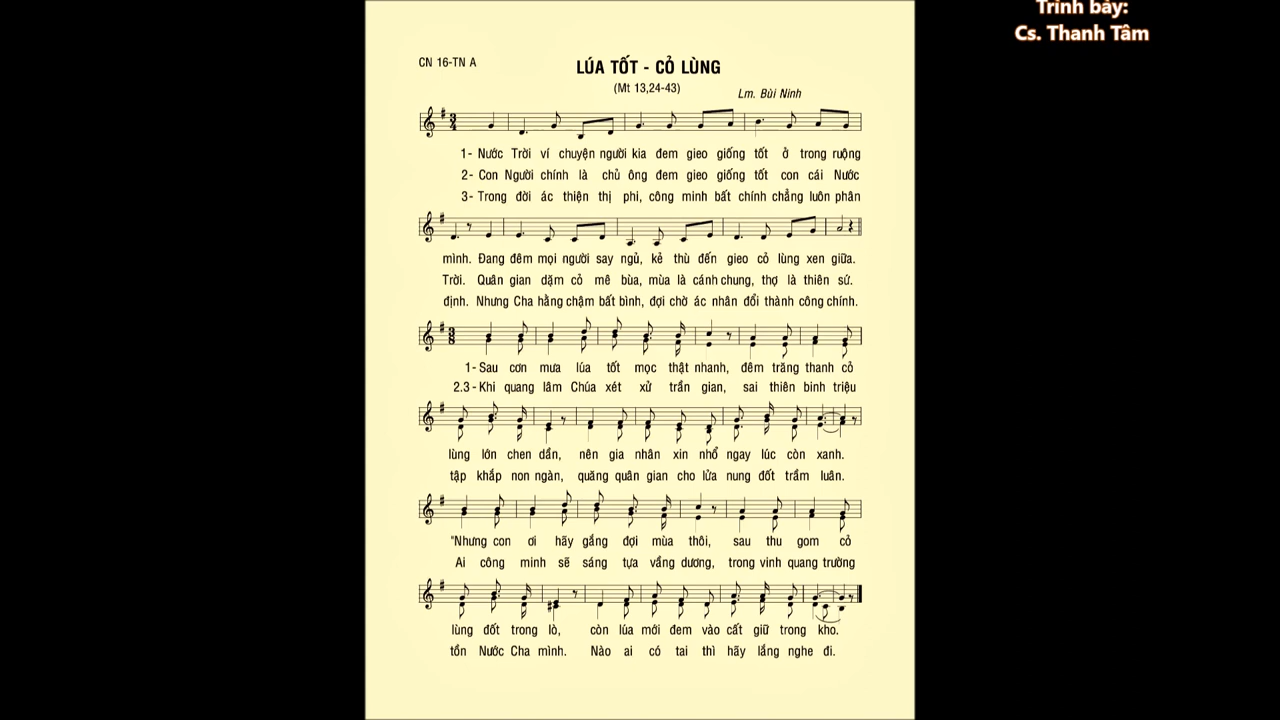 Trình bày:
Cs. Thanh Tâm
CN 16-TN A
LÚA TỐT - CỎ LÙNG
(Mt 13,24-43)
Lm. Bùi Ninh
3
4
1- Nước Trời ví chuyện người kia đem gieo giống tốt ở trong ruộng
2- Con Người chính là chủ ông đem gieo giống tốt con cái Nước
3- Trong đời ác thiện thị phi, công minh bất chính chẳng luôn phân
mình. Đang đêm mọi người say ngủ, kẻ thù đến gieo cỏ lùng xen giữa.
Trời. Quân gian dặm cỏ mê bùa, mùa là cánh chung, thợ là thiên sứ.
định. Nhưng Cha hằng chậm bất bình, đợi chờ ác nhân đổi thành công chính.
3
8
1- Sau cơn mưa lúa tốt mọc thật nhanh, đêm trăng thanh cỏ
2.3 - Khi quang lâm Chúa xét xử trần gian, sai thiên binh triệu
lùng lớn chen dần, nên gia nhân xin nhổ ngay lúc còn xanh.
tập khắp non ngàn, quăng quân gian cho lửa nung đốt trầm luân.
"Nhưng con ơi hãy gắng đợi mùa thôi, sau thu gom cỏ
Ai công minh sẽ sáng tựa vầng dương, trong vinh quang trường
lùng đốt trong lò, còn lúa mới đem vào cất giữ trong kho.
tồn Nước Cha mình. Nào ai có tai thì hãy lắng nghe đi.